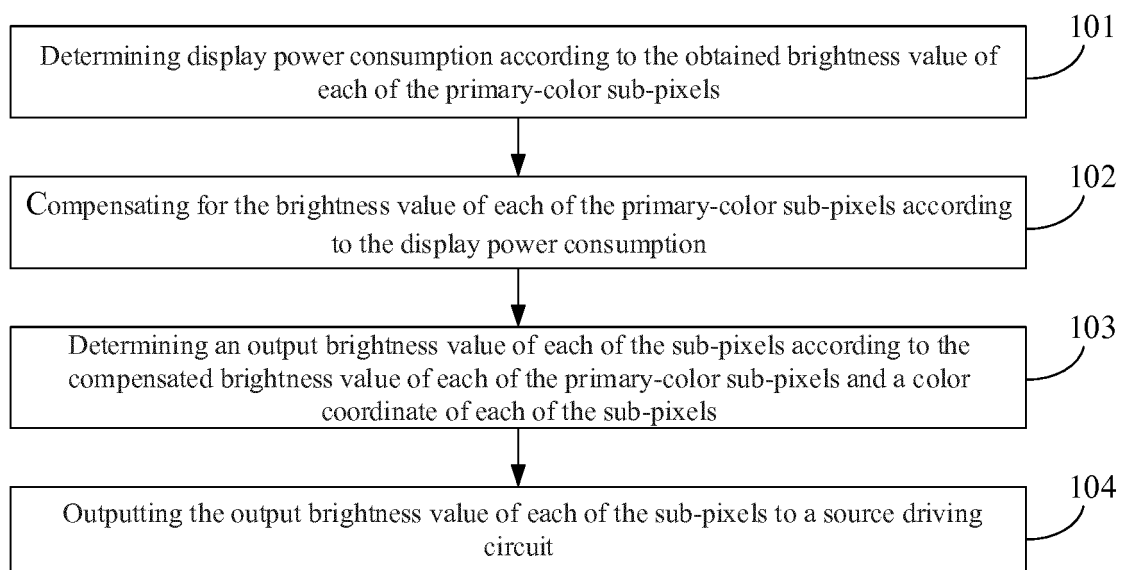 101
Determining display power consumption according to the obtained brightness value of
each of the primary-color sub-pixels
102
Compensating for the brightness value of each of the primary-color sub-pixels according
to the display power consumption
103
Determining an output brightness value of each of the sub-pixels according to the
compensated brightness value of each of the primary-color sub-pixels and a color
coordinate of each of the sub-pixels
104
Outputting the output brightness value of each of the sub-pixels to a source driving
circuit